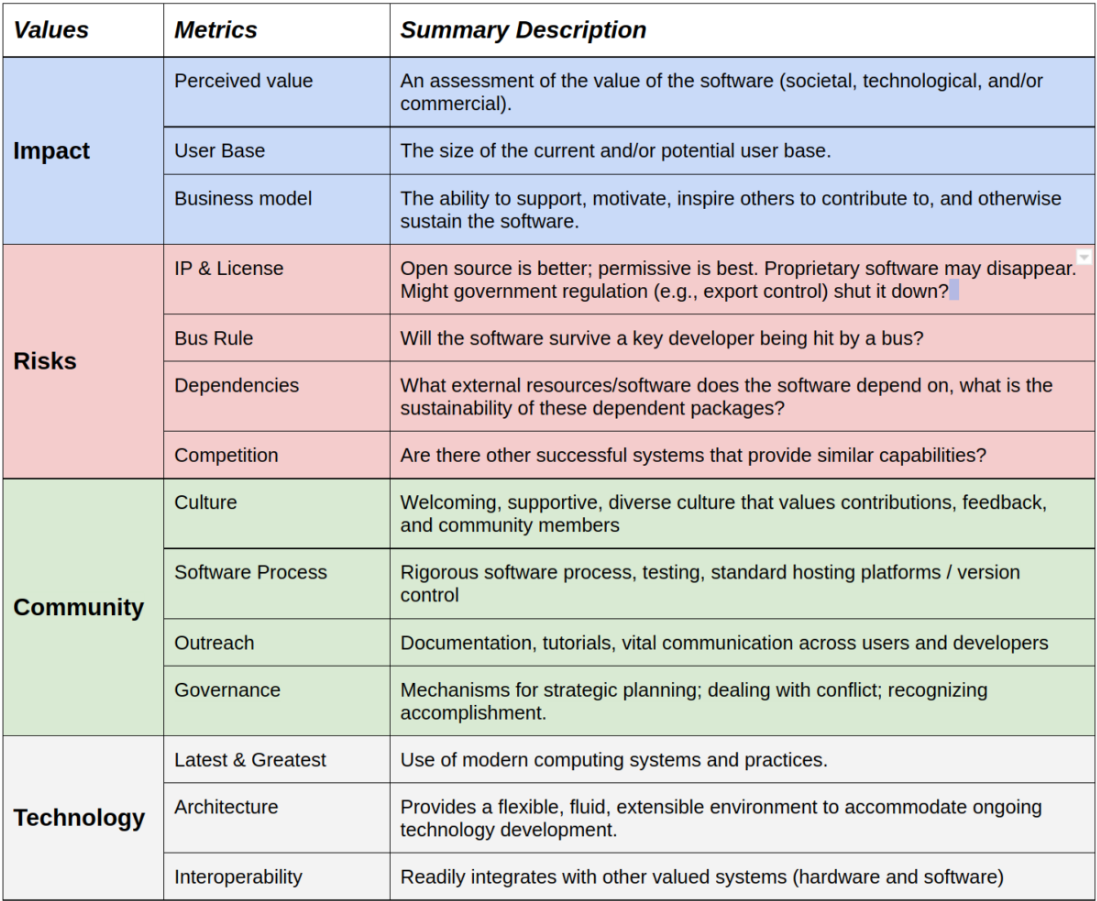 Values Metrics Summary Description
Impact
Perceived value
An assessment of the value of the software (societal, technological, and/or
commercial).
User Base
The size of the current and/or potential user base.
Business model
The ability to support, motivate, inspire others to contribute to, and otherwise
sustain the software.
Risks
IP & License
Open source is better; permissive is best. Proprietary software may disappear.
Might government regulation (e.g., export control) shut it down?
Bus Rule
Will the software survive a key developer being hit by a bus?
Dependencies
What external resources/software does the software depend on, what is the
sustainability of these dependent packages?
Competition
Are there other successful systems that provide similar capabilities?
Community
Culture
Welcoming, supportive, diverse culture that values contributions, feedback,
and community members
Software Process
Rigorous software process, testing, standard hosting platforms / version
control
Outreach
Documentation, tutorials, vital communication across users and developers
Governance
Mechanisms for strategic planning; dealing with conflict; recognizing
accomplishment.
Technology
Latest & Greatest
Use of modern computing systems and practices.
Architecture
Provides a flexible, fluid, extensible environment to accommodate ongoing
technology development.
Interoperability
Readily integrates with other valued systems (hardware and software)